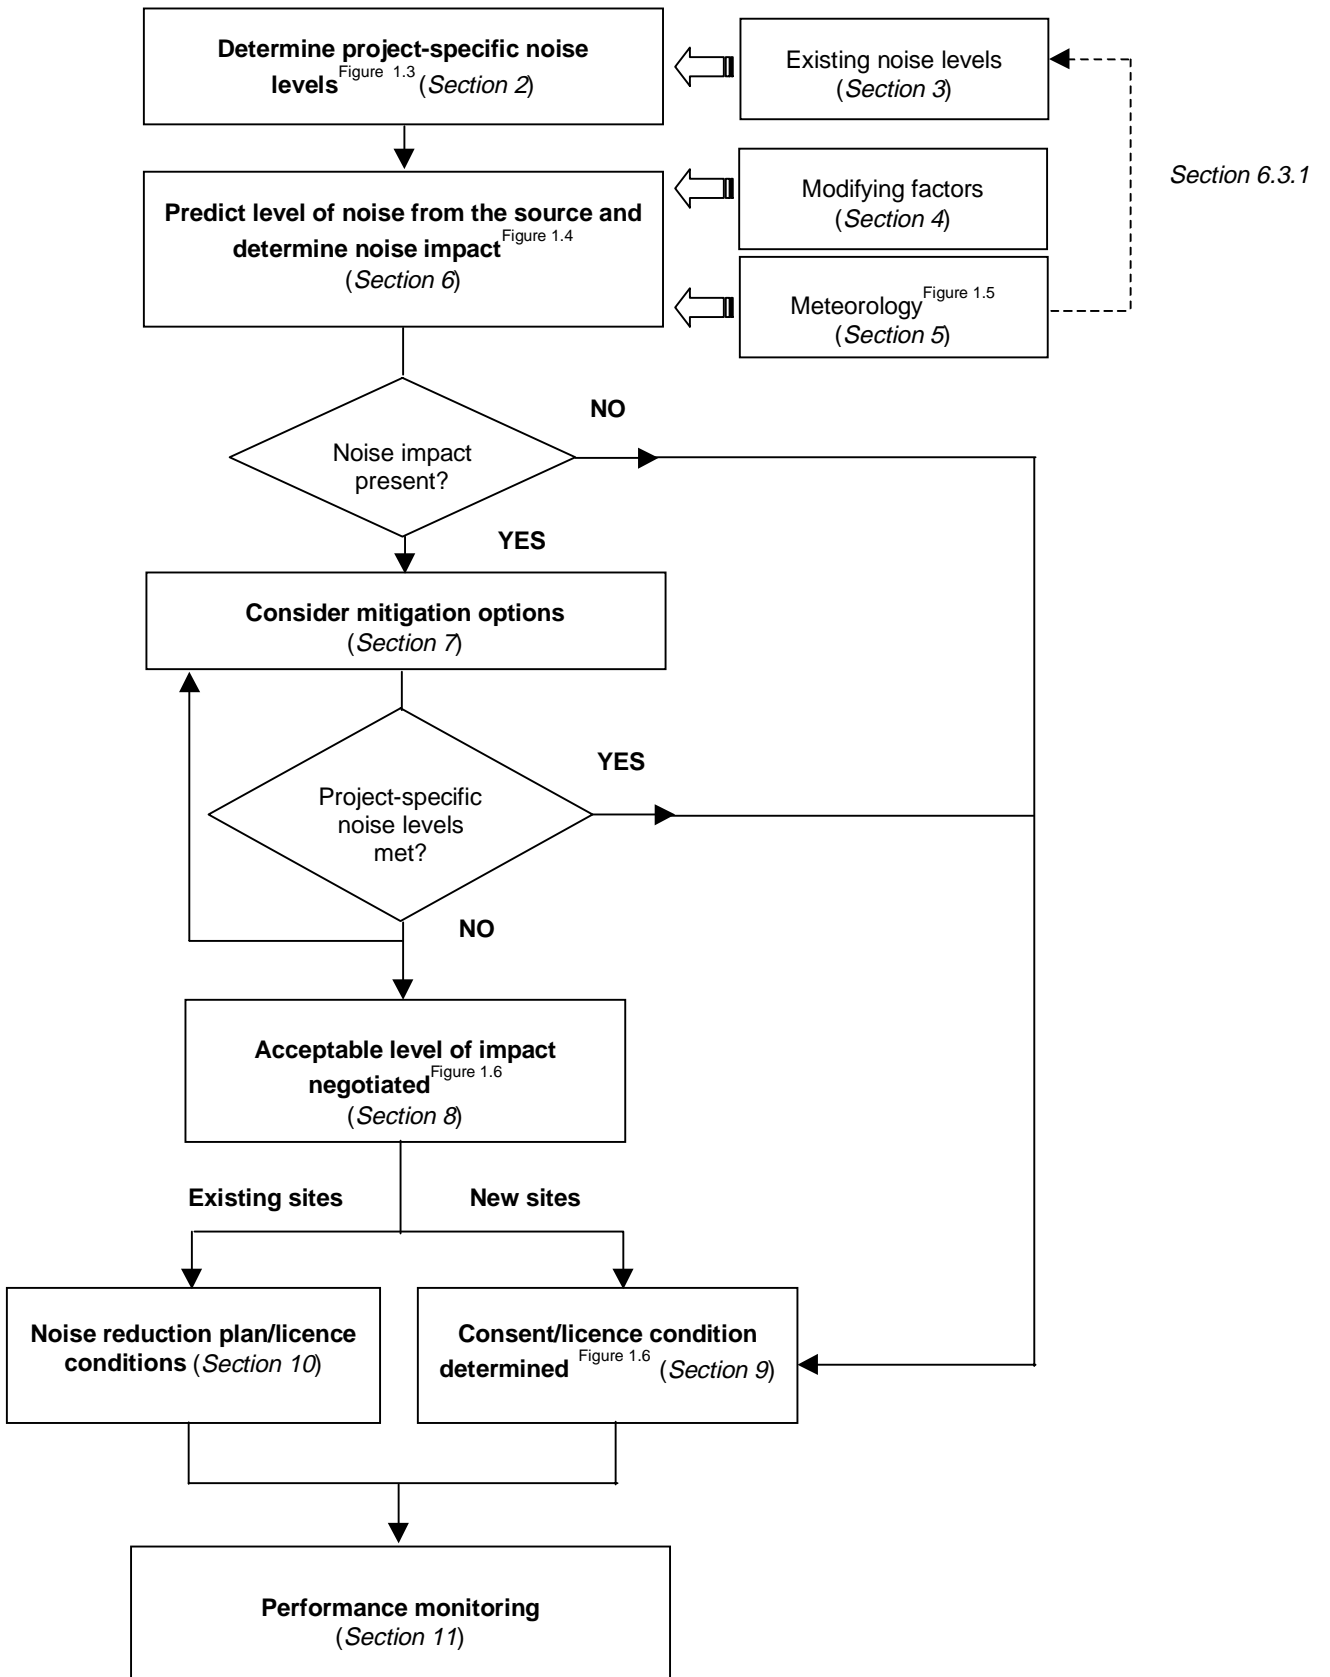 Determine project-specific noise
levels Figure 1.3 (Section 2)
Existing noise levels
(Section 3)
Section 6.3.1
Predict level of noise from the source and
determine noise impact Figure 1.4
(Section 6)
Modifying factors
(Section 4)
Meteorology Figure 1.5
(Section 5)
NO
Noise impact
present?
YES
Consider mitigation options
(Section 7)
YES
Project-specific
noise levels
met?
NO
Acceptable level of impact
negotiated Figure 1.6
(Section 8)
Existing sites
New sites
Noise reduction plan/licence
conditions (Section 10)
Consent/licence condition
determined Figure 1.6 (Section 9)
Performance monitoring
(Section 11)